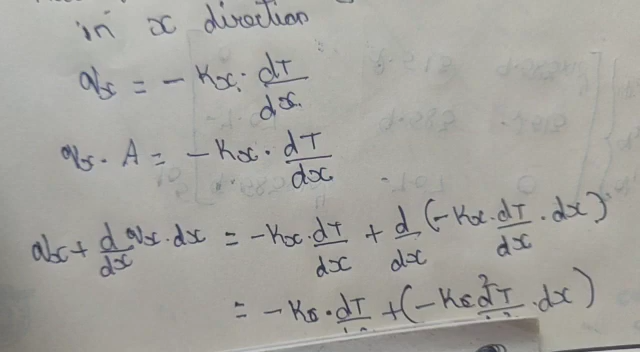 in x direction
qx = - Kx · dT/dx
qx · A = - Kx · dT/dx
qx + d/dx qx · dx = - Kx · dT/dx + d/dx (- Kx · dT/dx · dx)
= - Kx · dT/ + (- Kx d²T/ · dx)